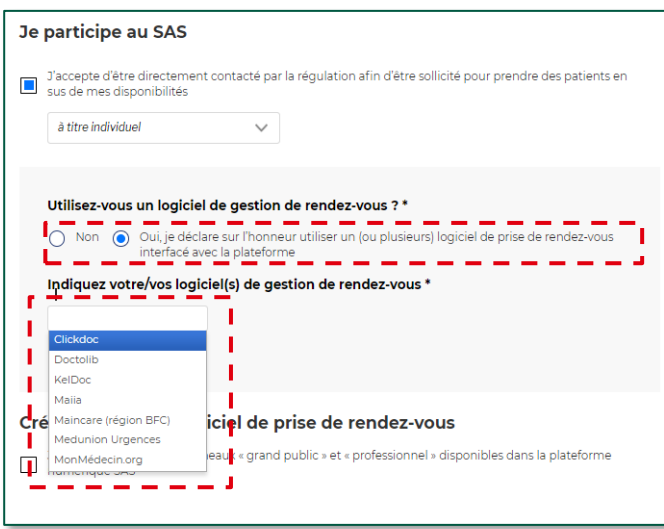 Je participe au SAS
J'accepte d'être directement contacté par la régulation afin d'être sollicité pour prendre des patients en
sus de mes disponibilités
à titre individuel
Utilisez-vous un logiciel de gestion de rendez-vous ? *
Non
Oui, je déclare sur l'honneur utiliser un (ou plusieurs) logiciel de prise de rendez-vous
interfacé avec la plateforme
Indiquez votre/vos logiciel(s) de gestion de rendez-vous *
Clickdoc
Doctolib
KelDoc
Maiia
Maincare (région BFC)
Medunion Urgences
MonMédecin.org
Cré iciel de prise de rendez-vous
neaux « grand public » et « professionnel » disponibles dans la plateforme
numérique SAS